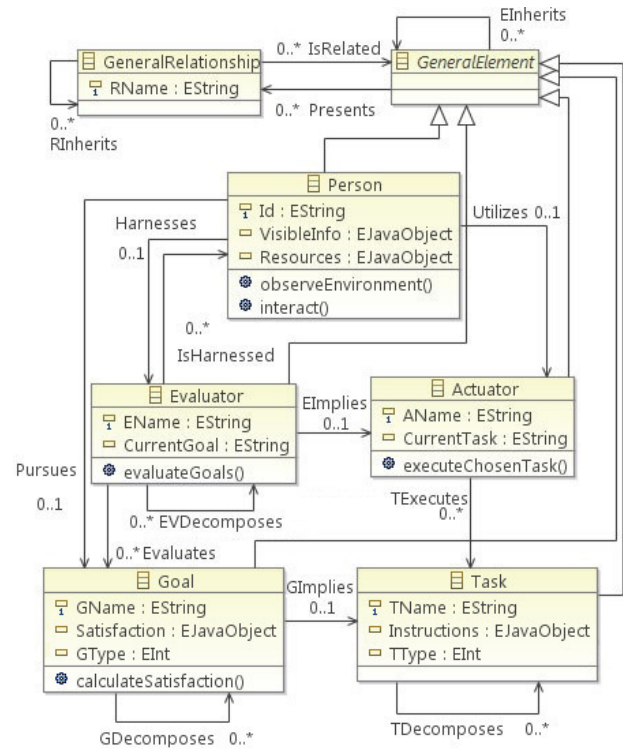 EInherits
0..*
GeneralRelationship
RName : EString
0..* IsRelated
GeneralElement
0..* Presents
0..*
RInherits
Person
Id : EString
VisibleInfo : EJavaObject
Resources : EJavaObject
observeEnvironment()
interact()
Harnesses
0..1
Utilizes 0..1
0..*
IsHarnessed
Evaluator
EName : EString
CurrentGoal : EString
evaluateGoals()
EImplies
0..1
Actuator
AName : EString
CurrentTask : EString
executeChosenTask()
Pursues
0..1
0..* EVDecomposes
TExecutes
0..*
0..* Evaluates
Goal
GName : EString
Satisfaction : EJavaObject
GType : EInt
calculateSatisfaction()
GImplies
0..1
Task
TName : EString
Instructions : EJavaObject
TType : EInt
GDecomposes 0..*
TDecomposes 0..*